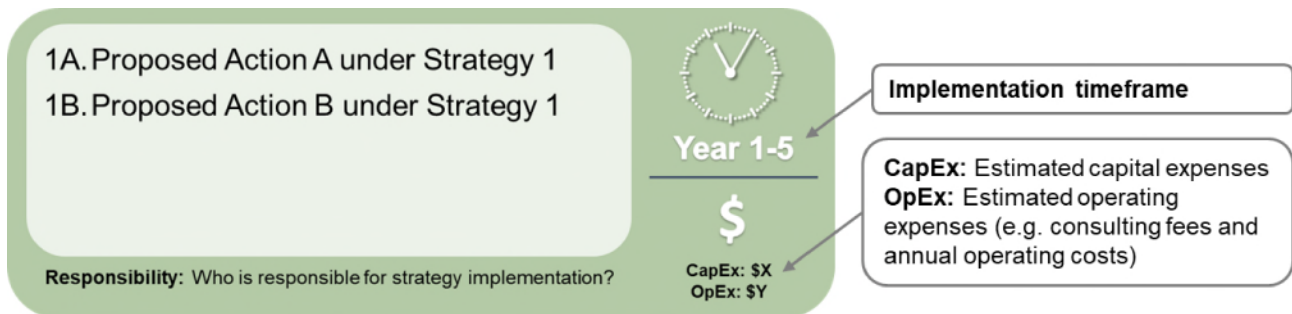 1A. Proposed Action A under Strategy 1
1B. Proposed Action B under Strategy 1
Responsibility: Who is responsible for strategy implementation?
Year 1-5
$
CapEx: $X
OpEx: $Y
Implementation timeframe
CapEx: Estimated capital expenses
OpEx: Estimated operating
expenses (e.g. consulting fees and
annual operating costs)